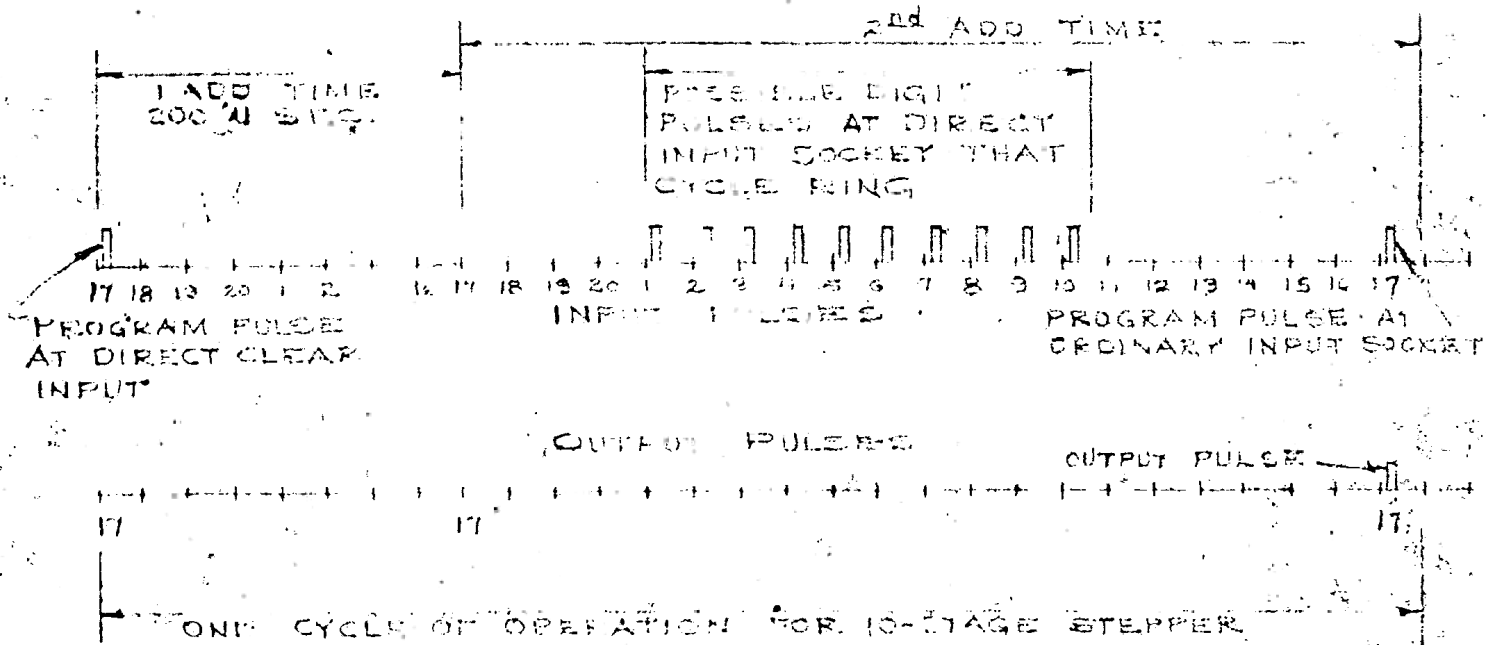 2nd ADD TIME
1 ADD TIME
200 µ SEC.
POSSIBLE DIGIT
PULSES AT DIRECT
INPUT SOCKET THAT
CYCLE RING
17 18 19 20 1 2 16 17 18 19 20 1 2 3 4 5 6 7 8 9 10 11 12 13 14 15 16 17
INPUT PULSES
PROGRAM PULSE
AT DIRECT CLEAR
INPUT
PROGRAM PULSE AT
ORDINARY INPUT SOCKET
OUTPUT PULSES
OUTPUT PULSE
17 17 17
ONE CYCLE OF OPERATION FOR 10-STAGE STEPPER